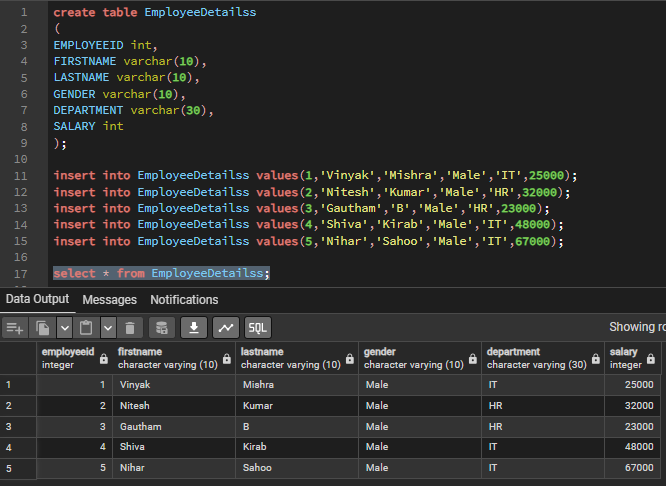 1 create table EmployeeDetailss
2 (
3 EMPLOYEEID int,
4 FIRSTNAME varchar(10),
5 LASTNAME varchar(10),
6 GENDER varchar(10),
7 DEPARTMENT varchar(30),
8 SALARY int
9 );
10
11 insert into EmployeeDetailss values(1,'Vinyak','Mishra','Male','IT',25000);
12 insert into EmployeeDetailss values(2,'Nitesh','Kumar','Male','HR',32000);
13 insert into EmployeeDetailss values(3,'Gautham','B','Male','HR',23000);
14 insert into EmployeeDetailss values(4,'Shiva','Kirab','Male','IT',48000);
15 insert into EmployeeDetailss values(5,'Nihar','Sahoo','Male','IT',67000);
16
17 select * from EmployeeDetailss;
Data Output Messages Notifications
SQL Showing ro
employeeid firstname lastname gender department salary
integer character varying (10) character varying (10) character varying (10) character varying (30) integer
1 1 Vinyak Mishra Male IT 25000
2 2 Nitesh Kumar Male HR 32000
3 3 Gautham B Male HR 23000
4 4 Shiva Kirab Male IT 48000
5 5 Nihar Sahoo Male IT 67000